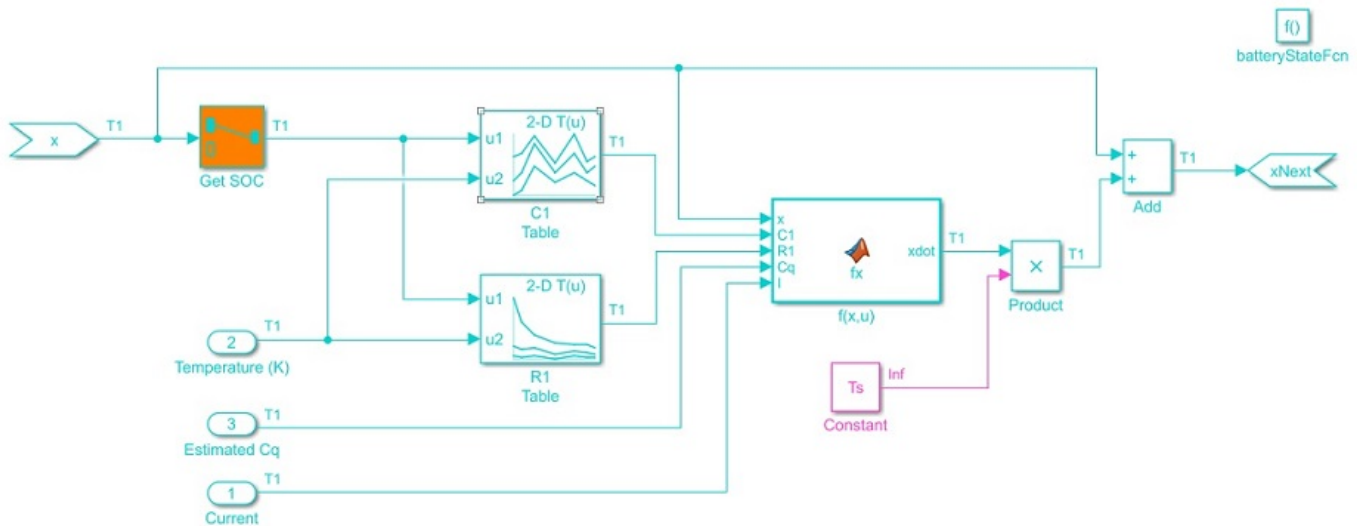 f()
batteryStateFcn
x
T1
Get SOC
T1
2-D T(u)
u1
u2
T1
C1
Table
2-D T(u)
u1
u2
T1
R1
Table
2
T1
Temperature (K)
3
T1
Estimated Cq
1
T1
Current
x
C1
R1
Cq
I
fx
xdot
T1
f(x,u)
×
T1
Product
Ts
Inf
Constant
+
+
T1
Add
xNext